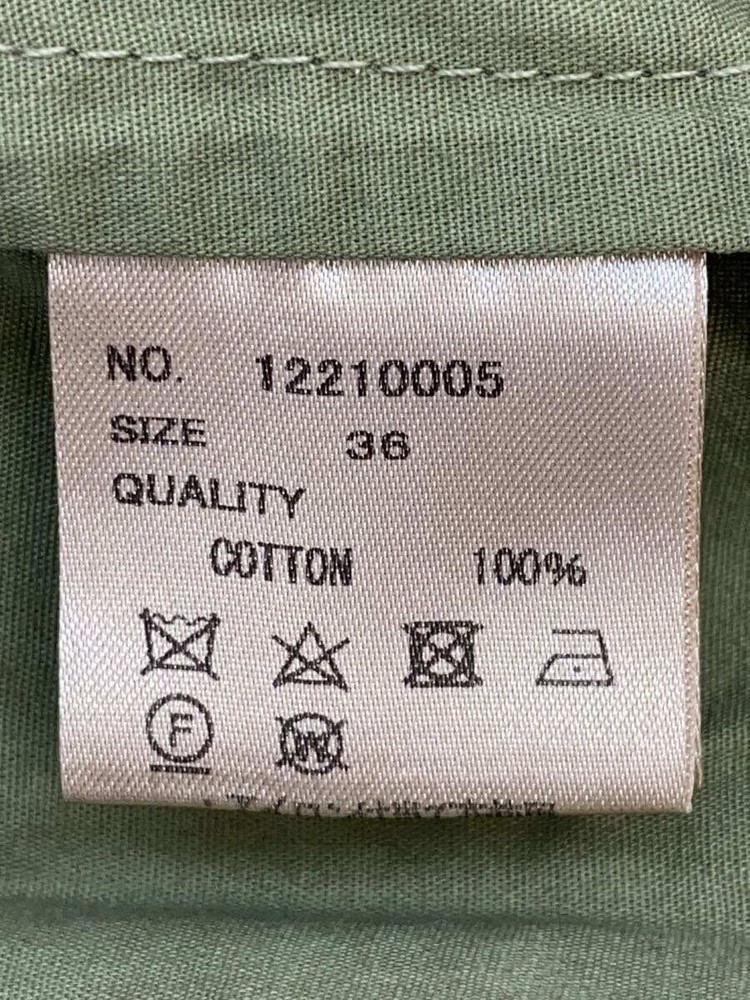 NO. 12210005
SIZE 36
QUALITY
COTTON 100%
F
W